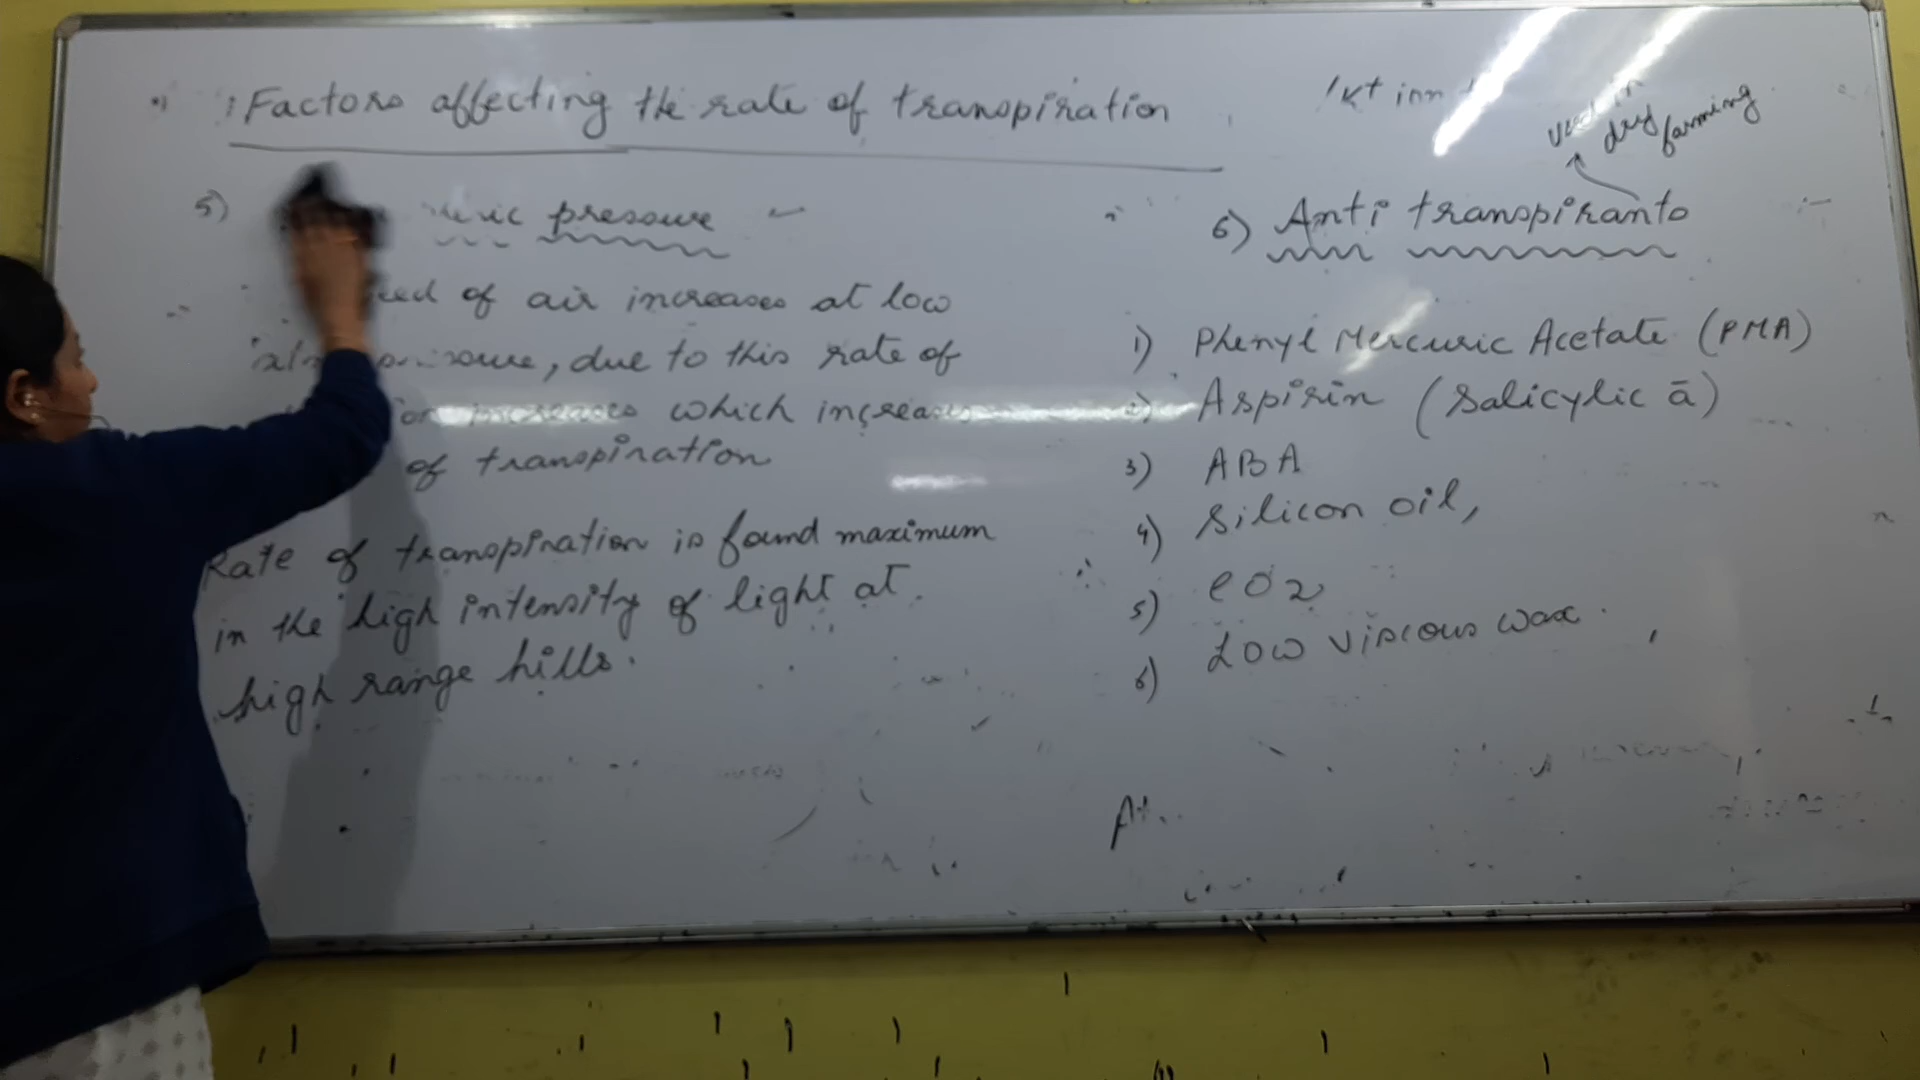 Factors affecting the rate of transpiration
5) pressure
of air increases at low
due to this rate of
increases which increases
of transpiration
Rate of transpiration is found maximum
in the high intensity of light at
high range hills.
used in
dry farming
6) Anti transpirants
1) Phenyl Mercuric Acetate (PMA)
2) Aspirin (Salicylic ā)
3) ABA
4) Silicon oil,
5) CO2
6) Low viscous wax.